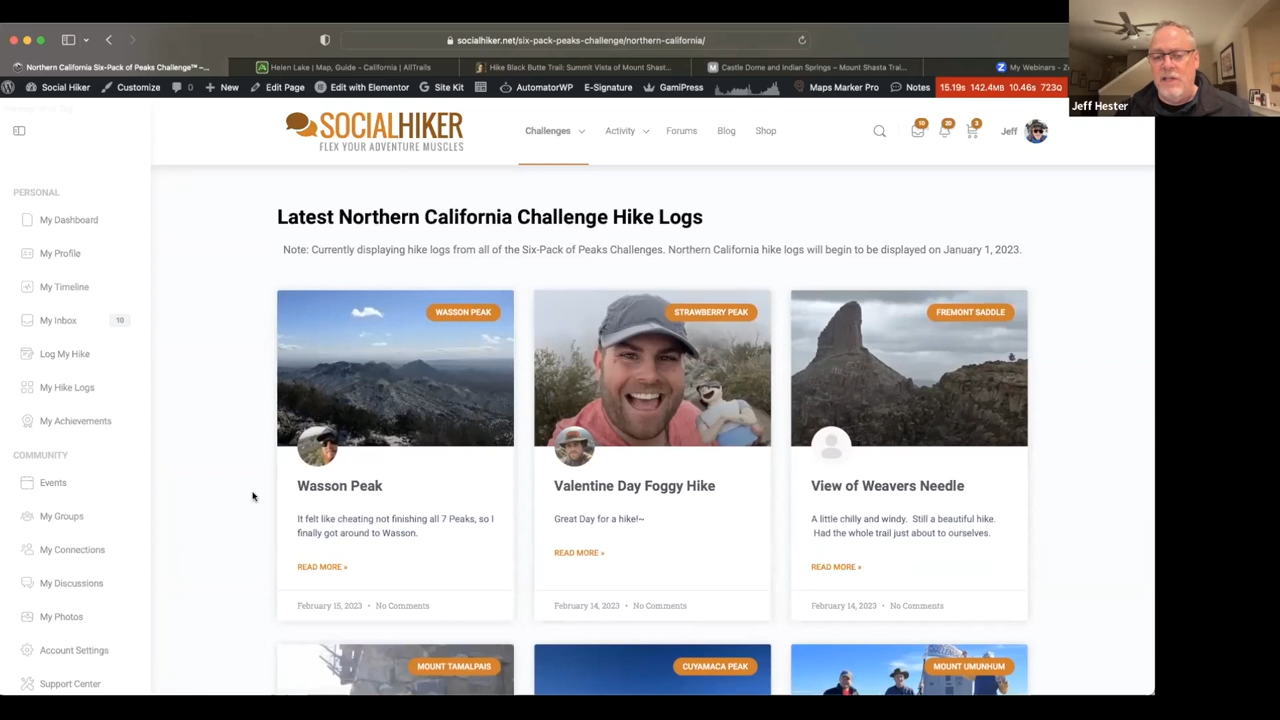 socialhiker.net/six-pack-peaks-challenge/northern-california/
Northern California Six-Pack of Peaks Challenge™ –...
Helen Lake | Map, Guide - California | AllTrails
Hike Black Butte Trail: Summit Vista of Mount Shast...
Castle Dome and Indian Springs – Mount Shasta Trai...
My Webinars - Z
Jeff Hester
Social Hiker
Customize
0
New
Edit Page
Edit with Elementor
Site Kit
AutomatorWP
E-Signature
GamiPress
Maps Marker Pro
Notes
15.19s 142.4MB 10.46s 723Q
SOCIALHIKER
FLEX YOUR ADVENTURE MUSCLES
Challenges
Activity
Forums
Blog
Shop
10
20
3
Jeff
PERSONAL
My Dashboard
My Profile
My Timeline
My Inbox
10
Log My Hike
My Hike Logs
My Achievements
COMMUNITY
Events
My Groups
My Connections
My Discussions
My Photos
Account Settings
Support Center
Latest Northern California Challenge Hike Logs
Note: Currently displaying hike logs from all of the Six-Pack of Peaks Challenges. Northern California hike logs will begin to be displayed on January 1, 2023.
WASSON PEAK
Wasson Peak
It felt like cheating not finishing all 7 Peaks, so I
finally got around to Wasson.
READ MORE »
February 15, 2023 • No Comments
STRAWBERRY PEAK
Valentine Day Foggy Hike
Great Day for a hike!~
READ MORE »
February 14, 2023 • No Comments
FREMONT SADDLE
View of Weavers Needle
A little chilly and windy. Still a beautiful hike.
Had the whole trail just about to ourselves.
READ MORE »
February 14, 2023 • No Comments
MOUNT TAMALPAIS
CUYAMACA PEAK
MOUNT UMUNHUM